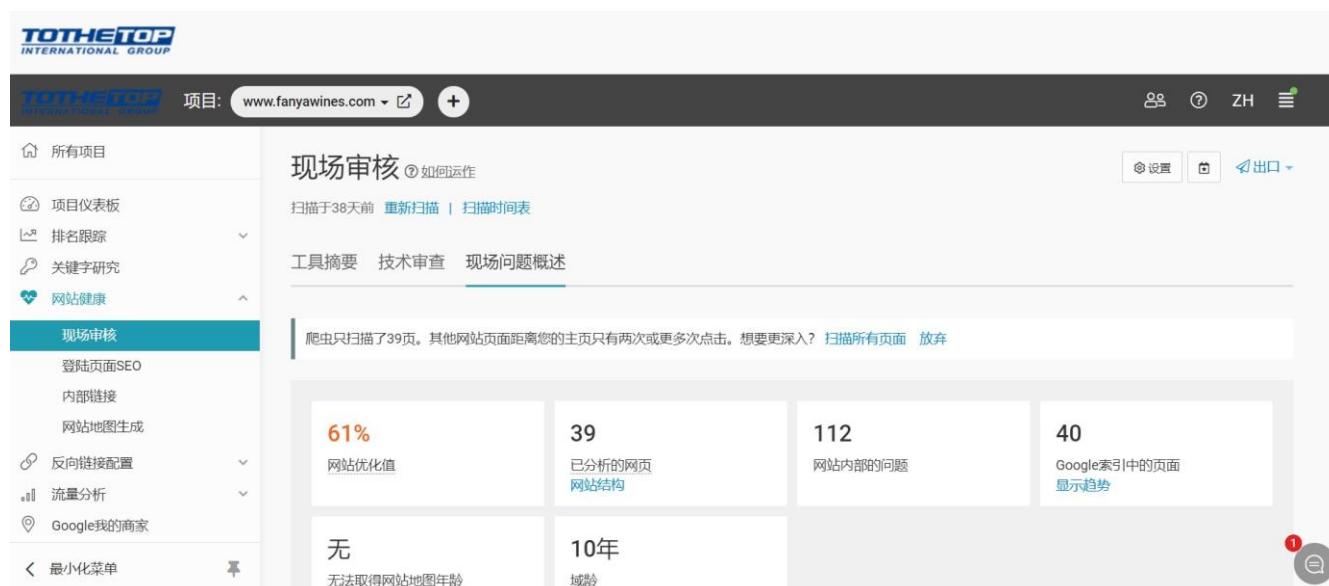 TOTHETOP
INTERNATIONAL GROUP
TOTHETOP
INTERNATIONAL GROUP
项目: www.fanyawines.com
ZH
所有项目
项目仪表板
排名跟踪
关键字研究
网站健康
现场审核
登陆页面SEO
内部链接
网站地图生成
反向链接配置
流量分析
Google我的商家
最小化菜单
现场审核 如何运作
设置
出口
扫描于38天前 重新扫描 | 扫描时间表
工具摘要 技术审查 现场问题概述
爬虫只扫描了39页。其他网站页面距离您的主页只有两次或更多次点击。想要更深入? 扫描所有页面 放弃
61%
网站优化值
39
已分析的网页
网站结构
112
网站内部的问题
40
Google索引中的页面
显示趋势
无
无法取得网站地图年龄
10年
域龄
1